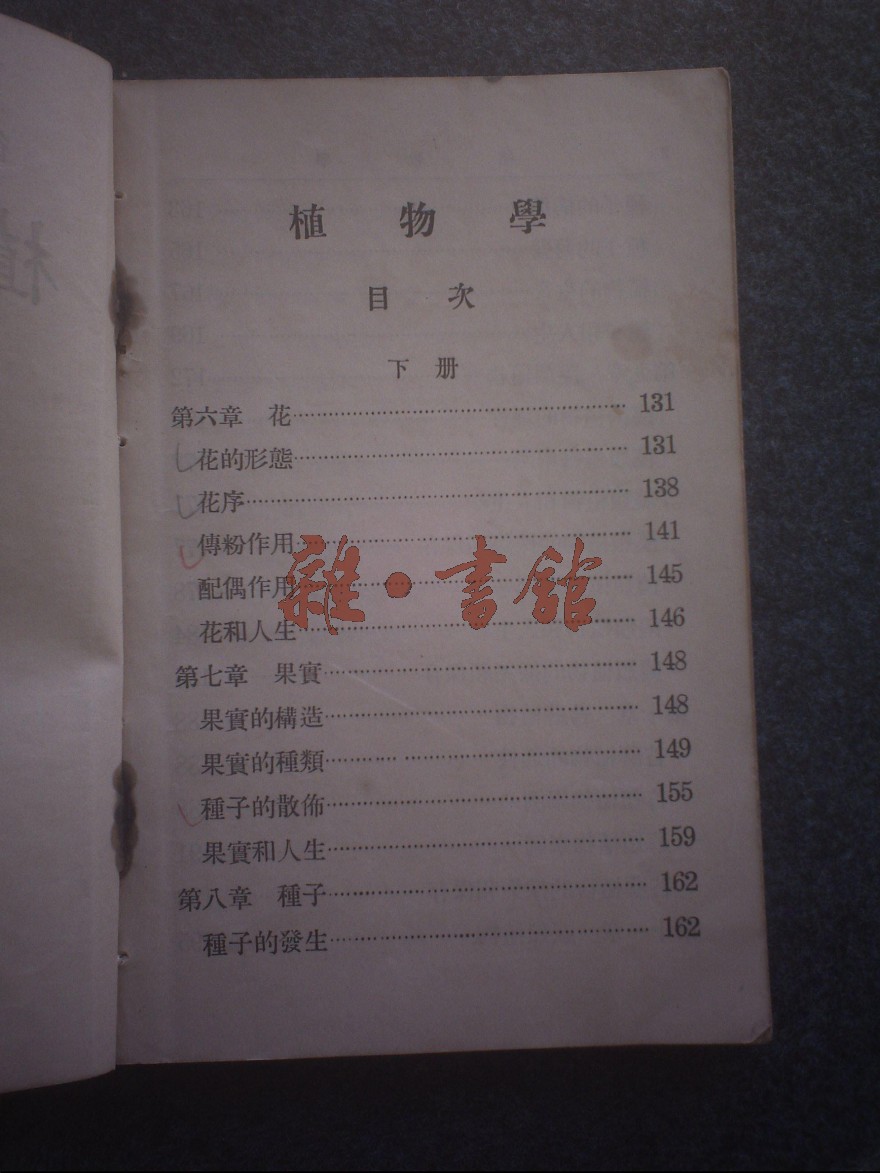 植物學
目次
下册
第六章 花 131
花的形態 131
花序 138
傳粉作用 141
配偶作用 145
花和人生 146
第七章 果實 148
果實的構造 148
果實的種類 149
種子的散佈 155
果實和人生 159
第八章 種子 162
種子的發生 162
雜·書館
植